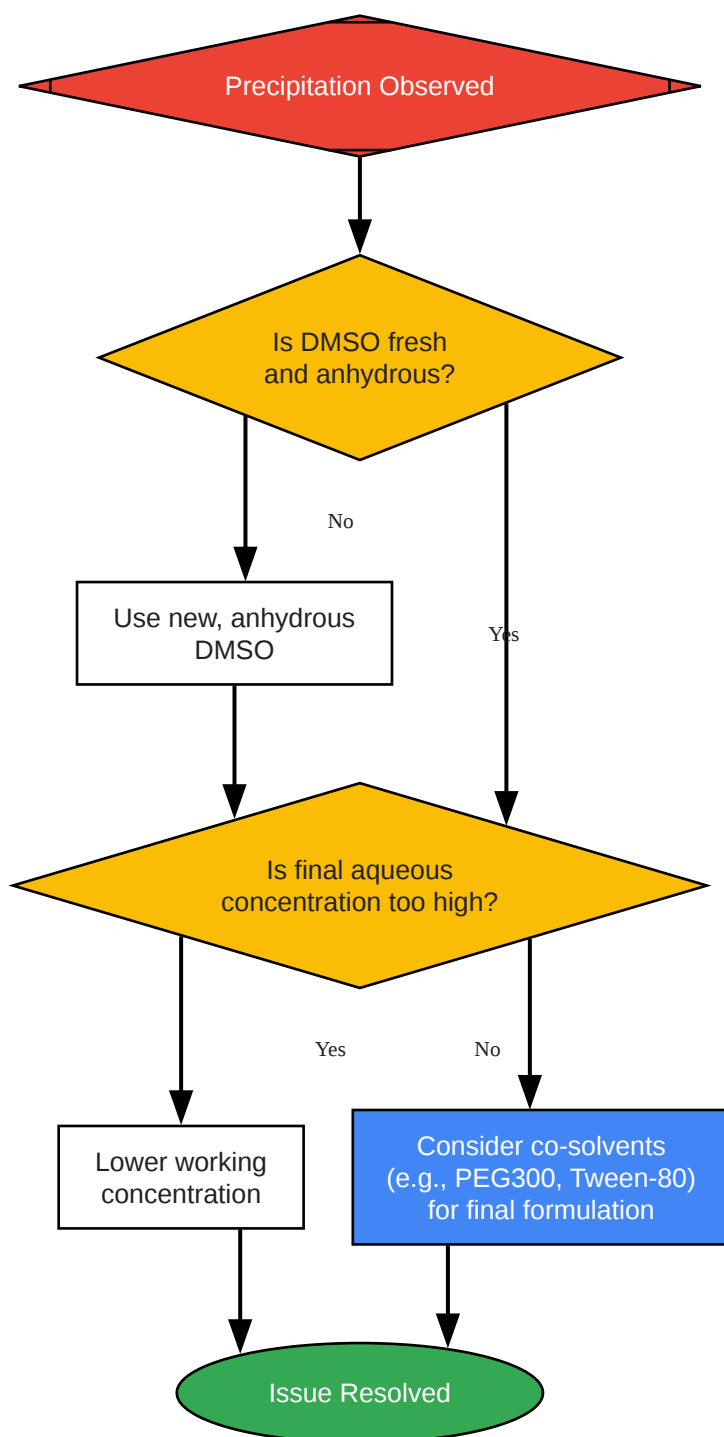 Precipitation Observed
Is DMSO fresh
and anhydrous?
No
Use new, anhydrous
DMSO
Yes
Is final aqueous
concentration too high?
Yes
No
Lower working
concentration
Consider co-solvents
(e.g., PEG300, Tween-80)
for final formulation
Issue Resolved